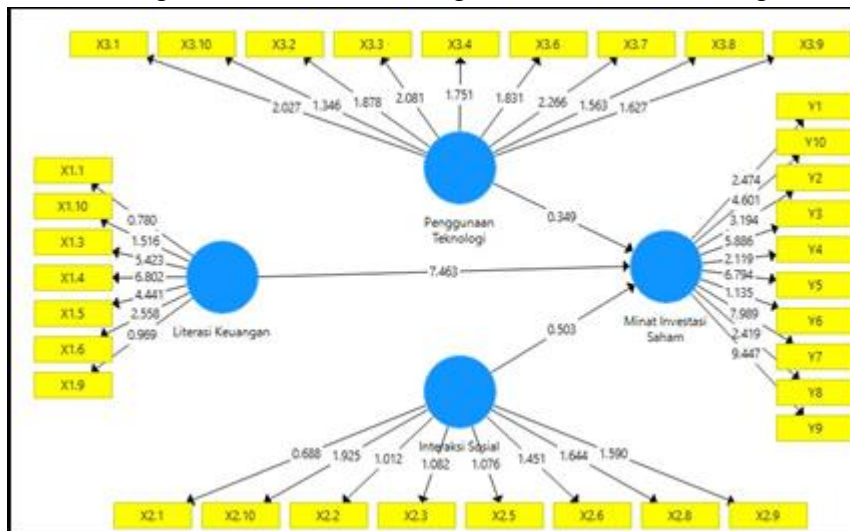 X3.1
X3.10
X3.2
X3.3
X3.4
X3.6
X3.7
X3.8
X3.9
2.027
1.346
1.878
2.081
1.751
1.831
2.266
1.563
1.627
Penggunaan
Teknologi
X1.1
X1.10
X1.3
X1.4
X1.5
X1.6
X1.9
0.780
1.516
5.423
6.802
4.441
2.558
0.969
Literasi Keuangan
0.349
7.463
0.503
Minat Investasi
Saham
2.474
4.601
3.194
5.886
2.119
6.794
1.135
7.989
2.419
9.447
Y1
Y10
Y2
Y3
Y4
Y5
Y6
Y7
Y8
Y9
Interaksi Sosial
0.688
1.925
1.012
1.082
1.076
1.451
1.644
1.590
X2.1
X2.10
X2.2
X2.3
X2.5
X2.6
X2.8
X2.9